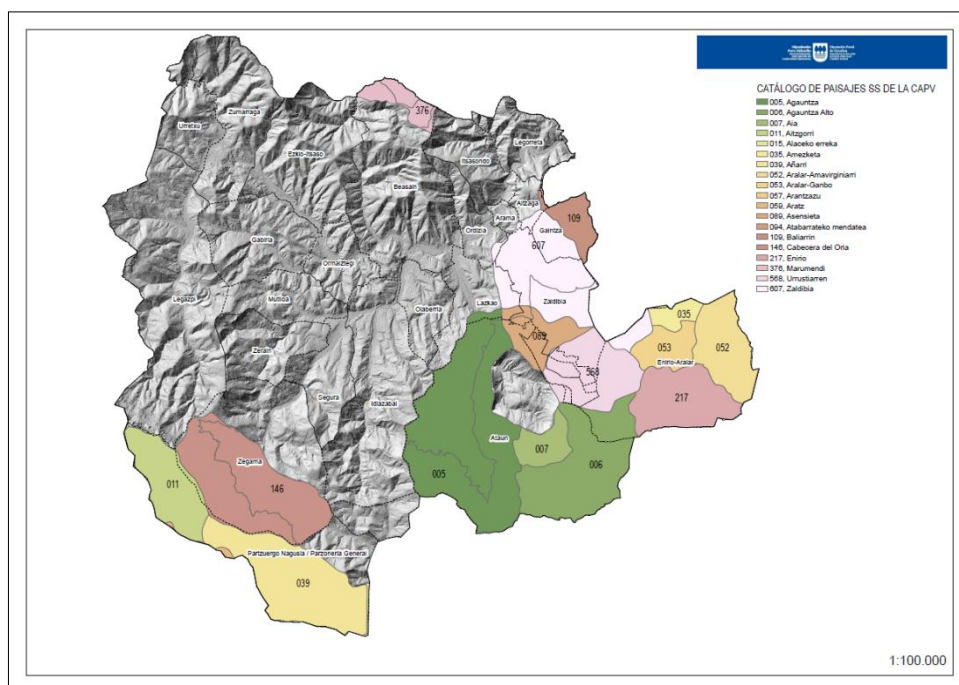 CATÁLOGO DE PAISAJES SS DE LA CAPV
005, Agauntza
006, Agauntza Alto
007, Aia
011, Aitzgorri
015, Alaceko erreka
035, Amezketa
039, Añarri
052, Aralar-Amavirginiarri
053, Aralar-Ganbo
057, Arantzazu
059, Aratz
089, Asensieta
094, Atabarrateko mendatea
109, Baliarrin
146, Cabecera del Oria
217, Enirio
376, Marumendi
568, Urrustiarren
607, Zaldibia
376
Zumarraga
Urretxu
Legorreta
Ezkio-Itsaso
Itsasondo
Beasain
Altzaga
Arama
109
Ordizia
Gaintza
607
Gabiria
Ormaiztegi
Legazpi
Mutiloa
Olaberria
Lazkao
Zaldibia
035
089
053
052
Zerain
Enirio-Aralar
568
217
Segura
Idiazabal
Ataun
007
Zegama
006
005
011
146
Partzuergo Nagusia / Parzonería General
039
1:100.000